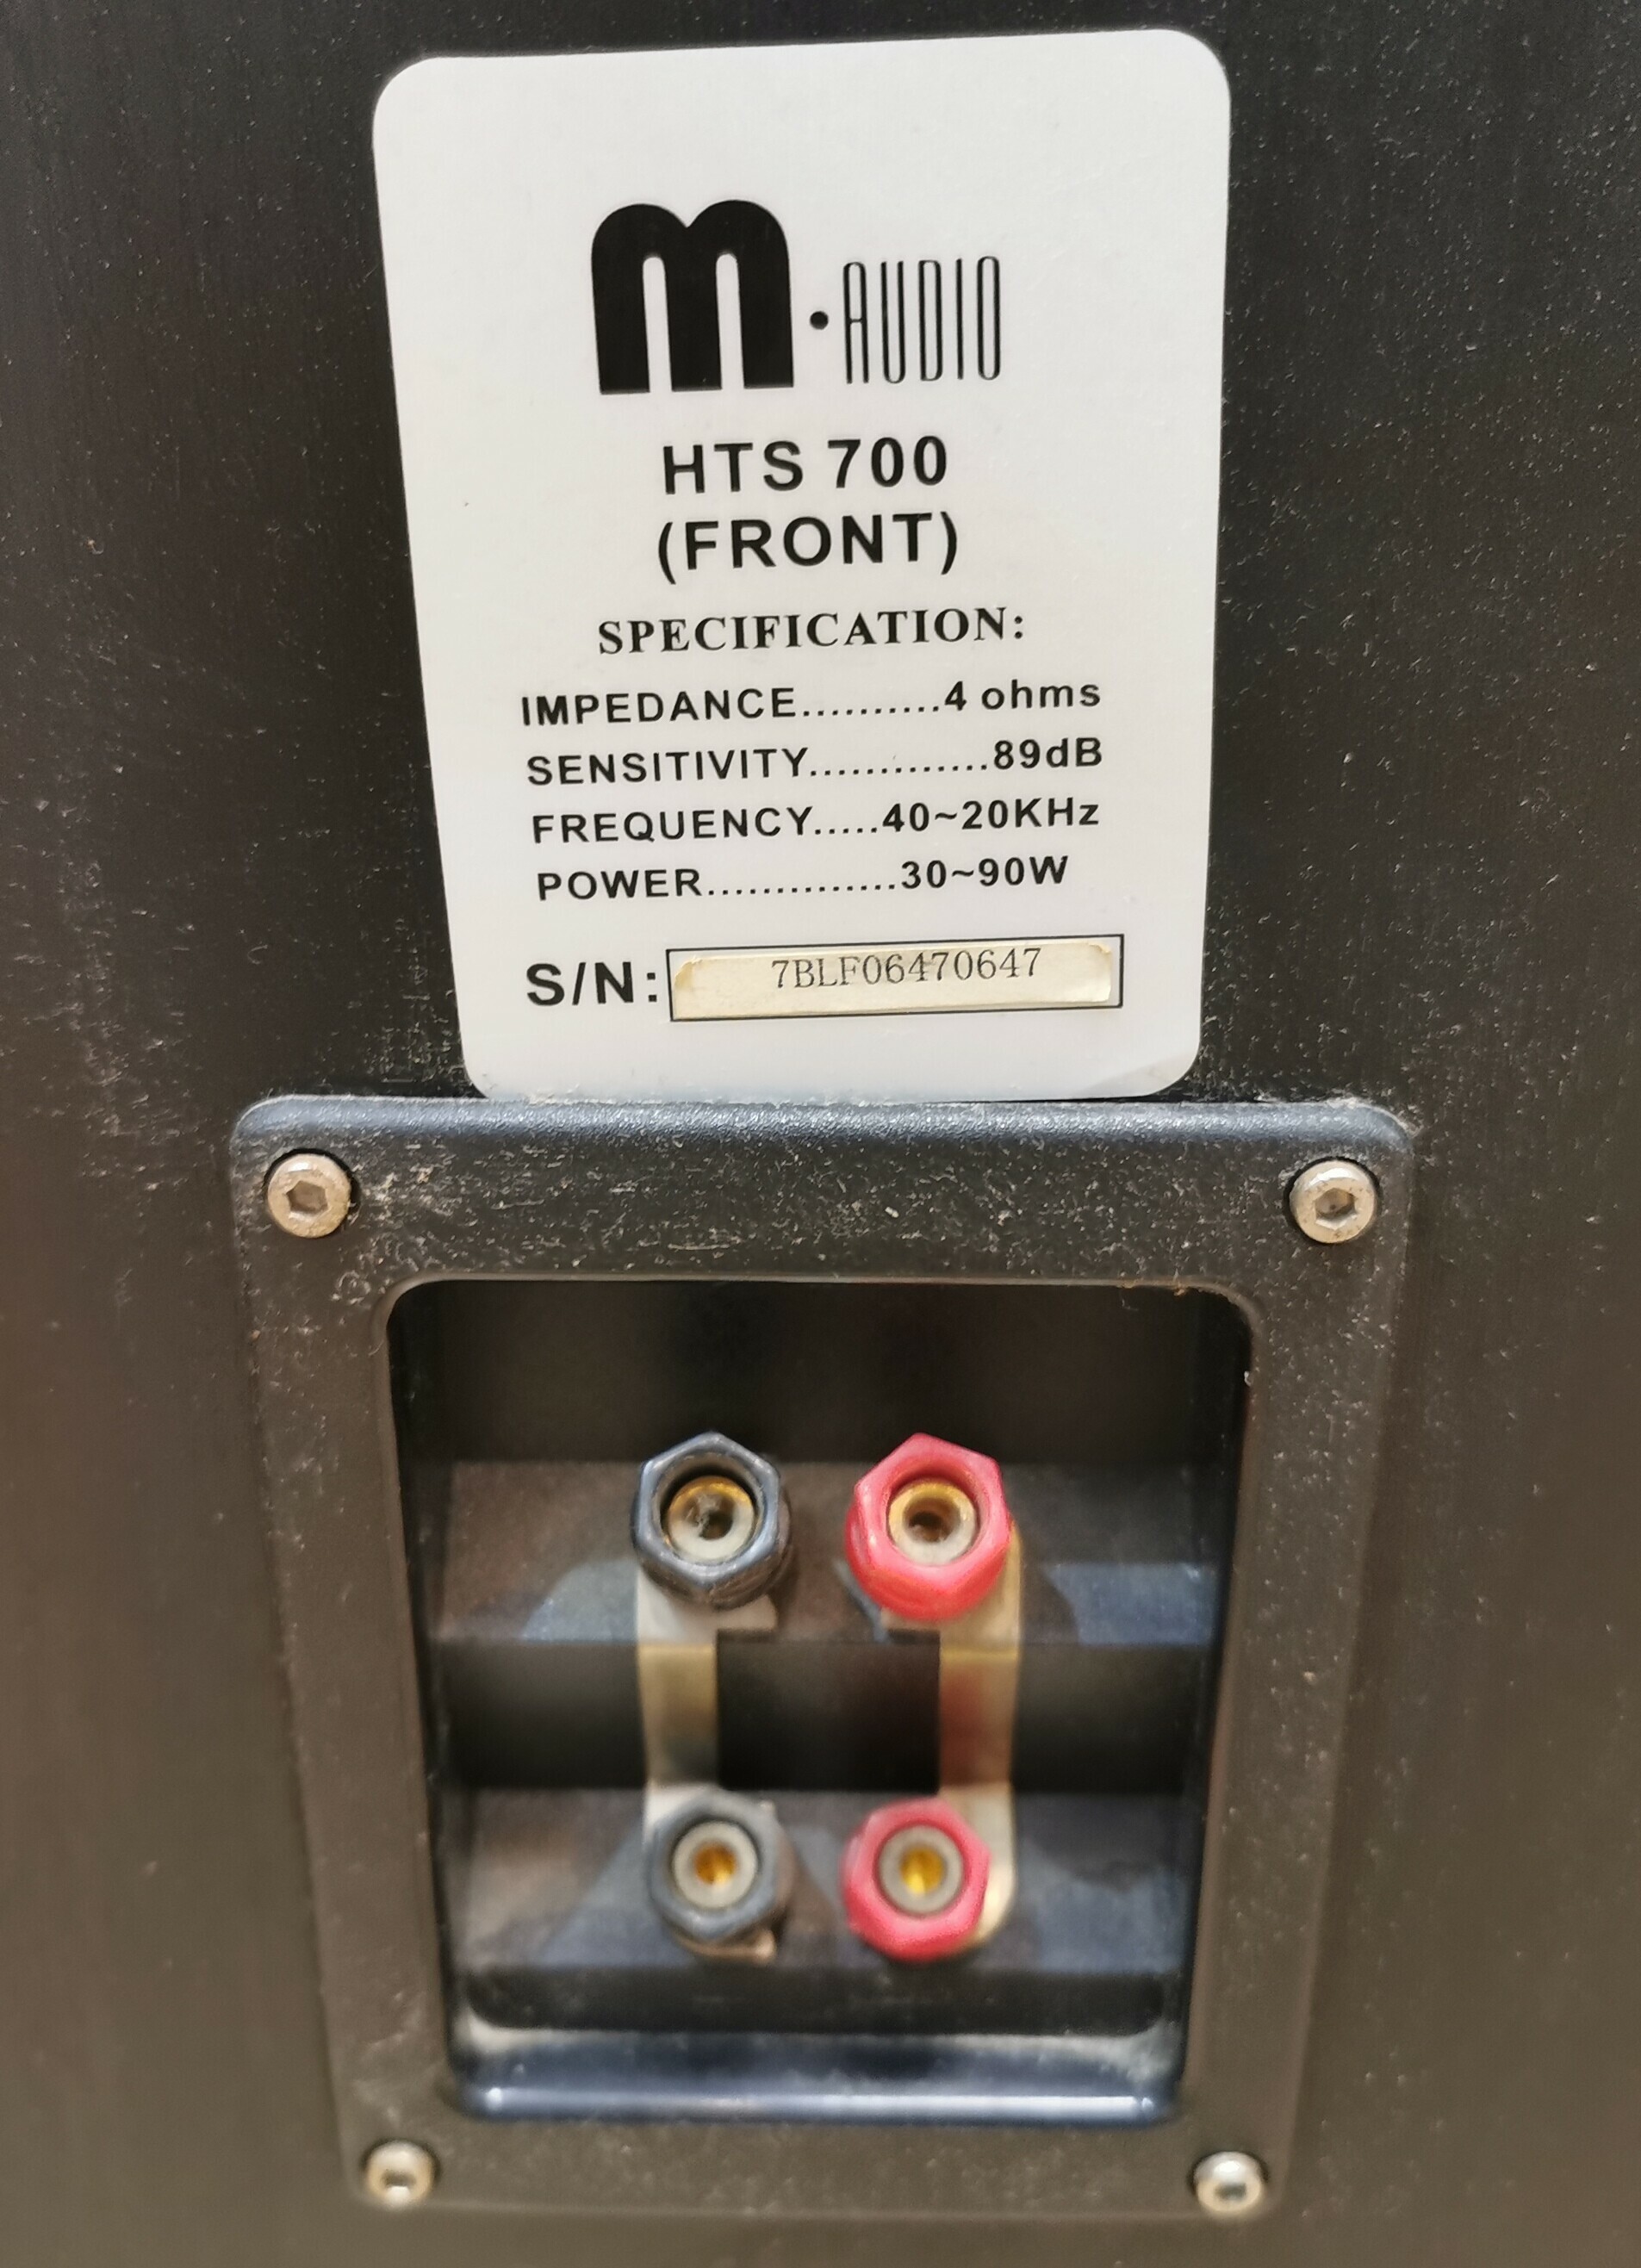 m·AUDIO
HTS 700
(FRONT)
SPECIFICATION:
IMPEDANCE..........4 ohms
SENSITIVITY.............89dB
FREQUENCY.....40~20KHz
POWER..............30~90W
S/N: 7BLF06470647